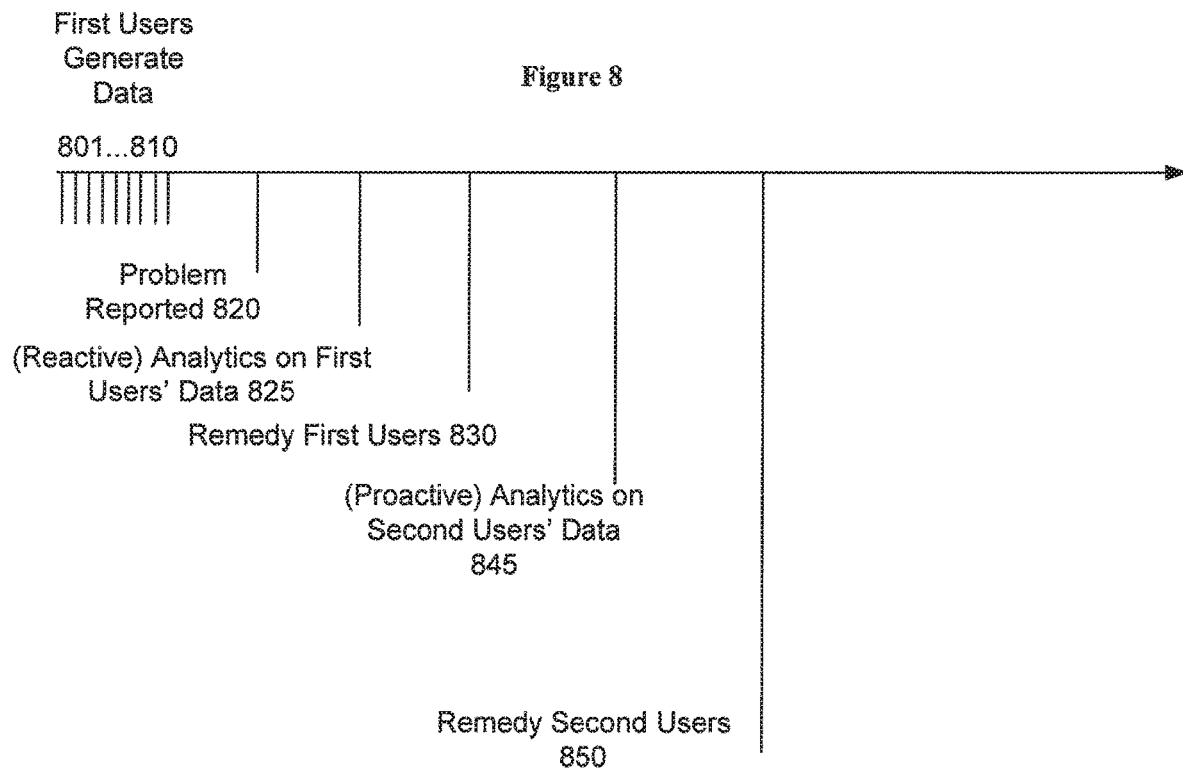 First Users
Generate
Data
Figure 8
801...810
Problem
Reported 820
(Reactive) Analytics on First
Users' Data 825
Remedy First Users 830
(Proactive) Analytics on
Second Users' Data
845
Remedy Second Users
850